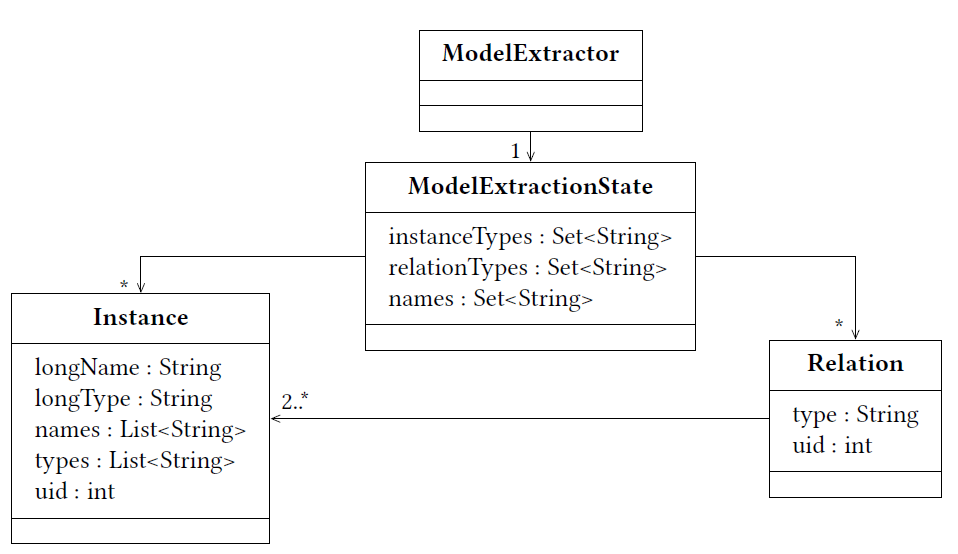 ModelExtractor
1
ModelExtractionState
instanceTypes : Set<String>
relationTypes : Set<String>
names : Set<String>
*
*
Instance
longName : String
longType : String
names : List<String>
types : List<String>
uid : int
2..*
Relation
type : String
uid : int